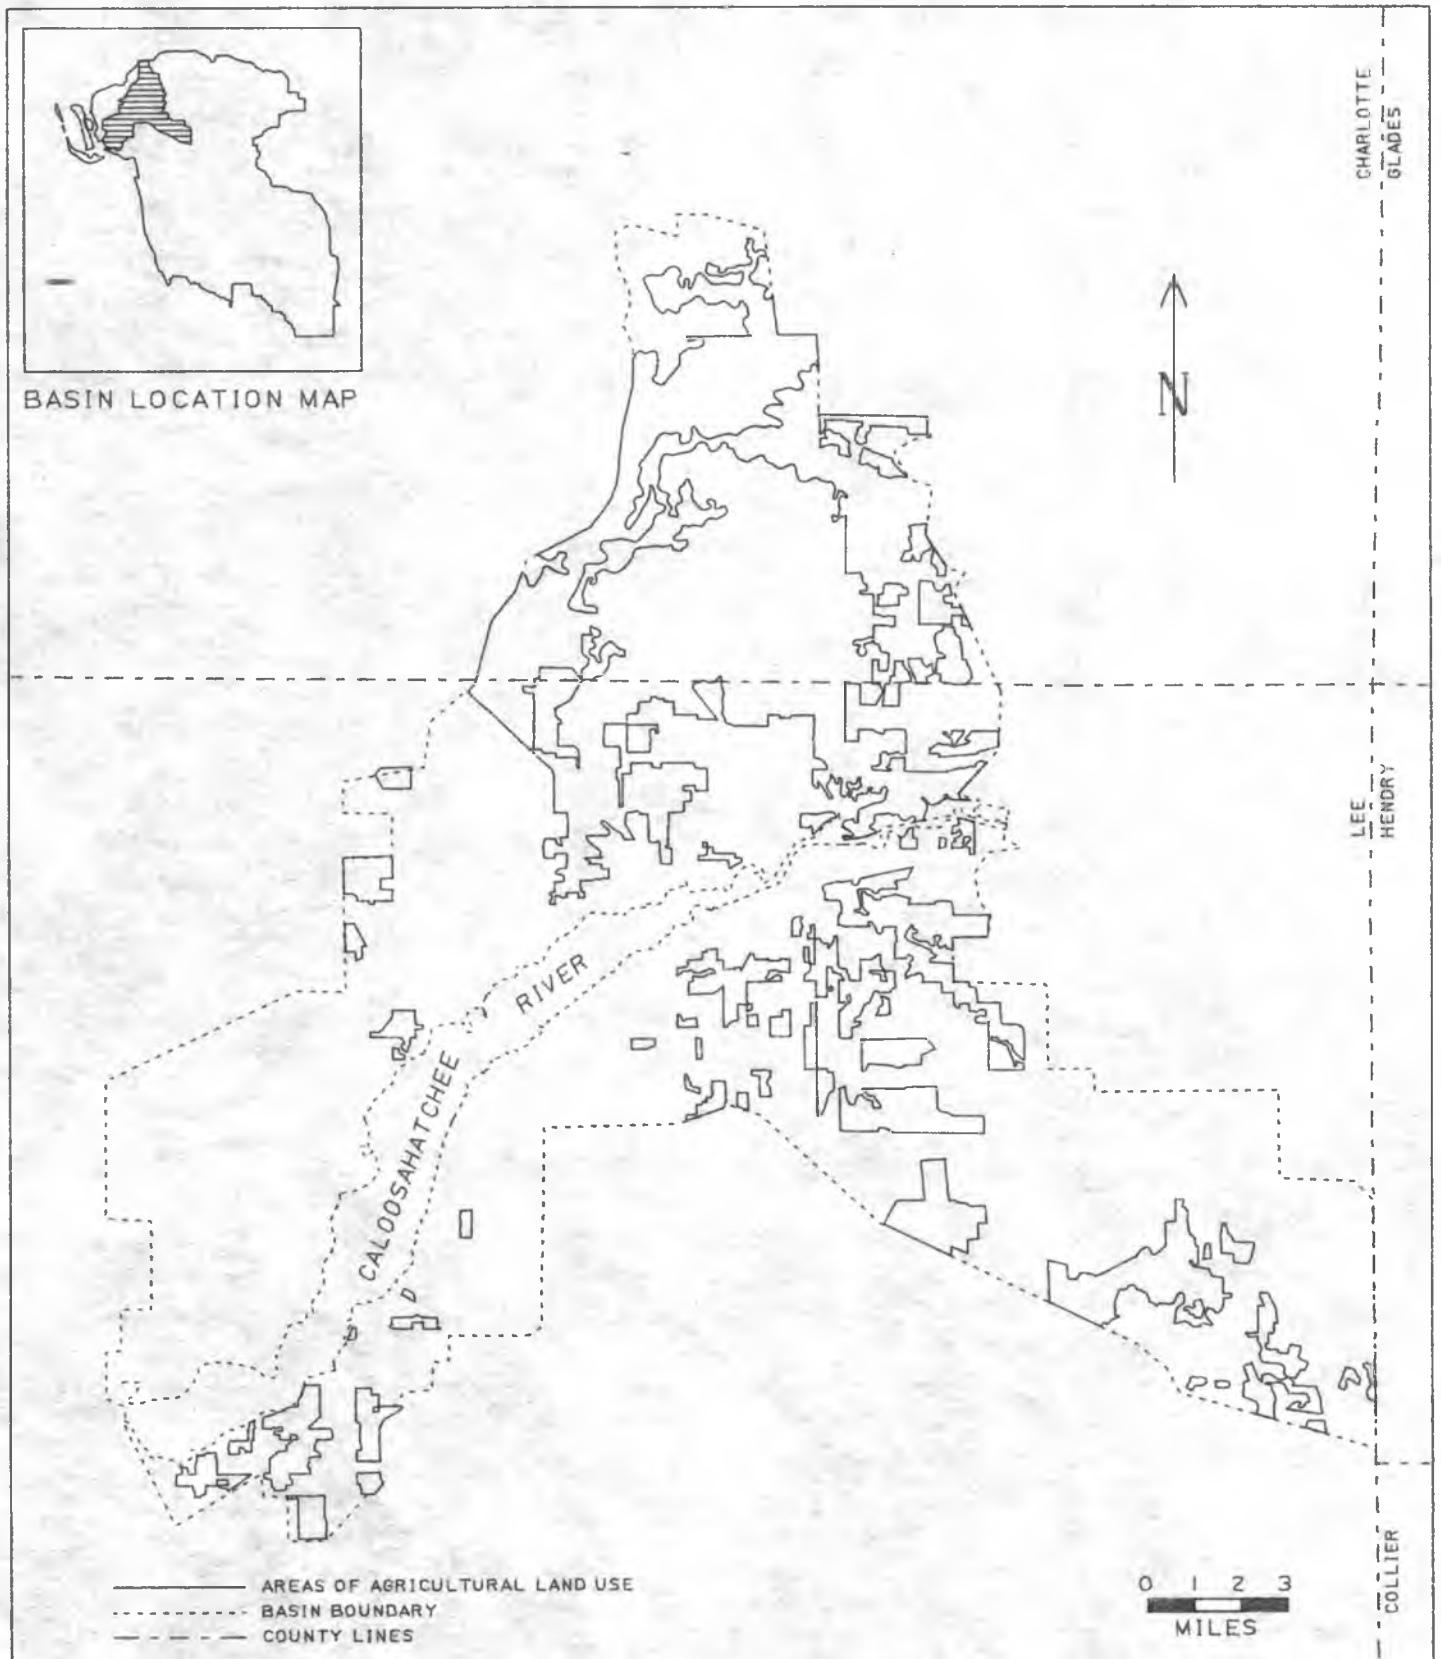 BASIN LOCATION MAP
CHARLOTTE
GLADES
N
LEE
HENDRY
CALOOSAHATCHEE RIVER
COLLIER
AREAS OF AGRICULTURAL LAND USE
BASIN BOUNDARY
COUNTY LINES
0 1 2 3
MILES